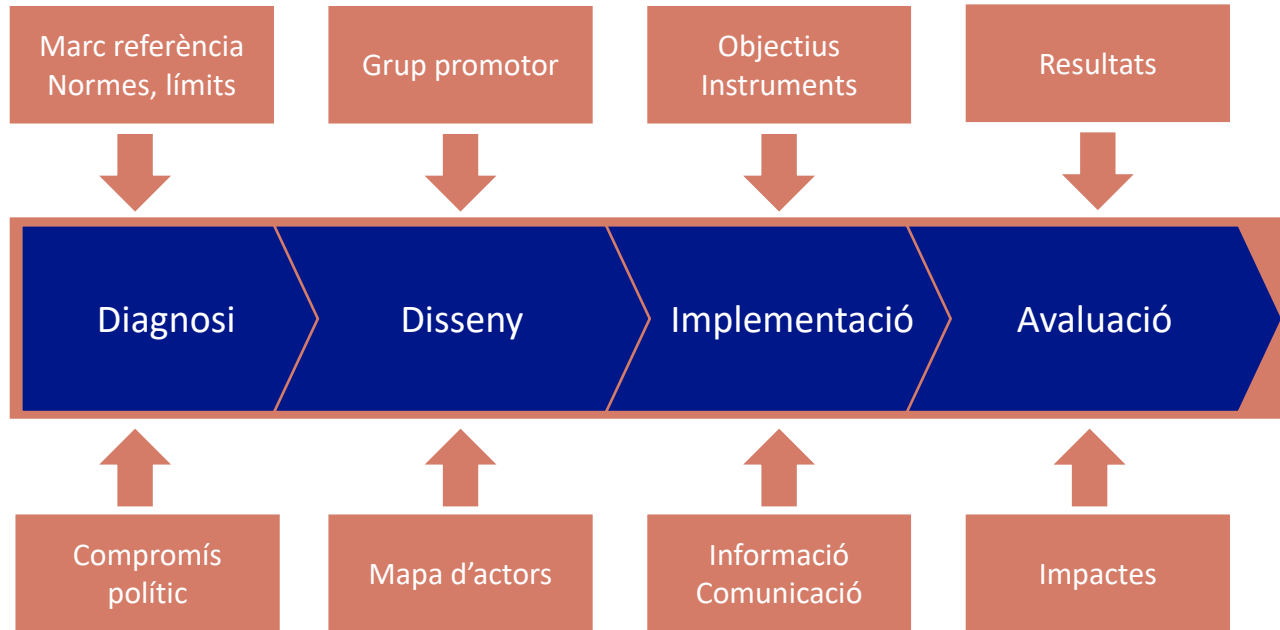 Marc referència
Normes, límits
Grup promotor
Objectius
Instruments
Resultats
Diagnosi
Disseny
Implementació
Avaluació
Compromís
polític
Mapa d’actors
Informació
Comunicació
Impactes